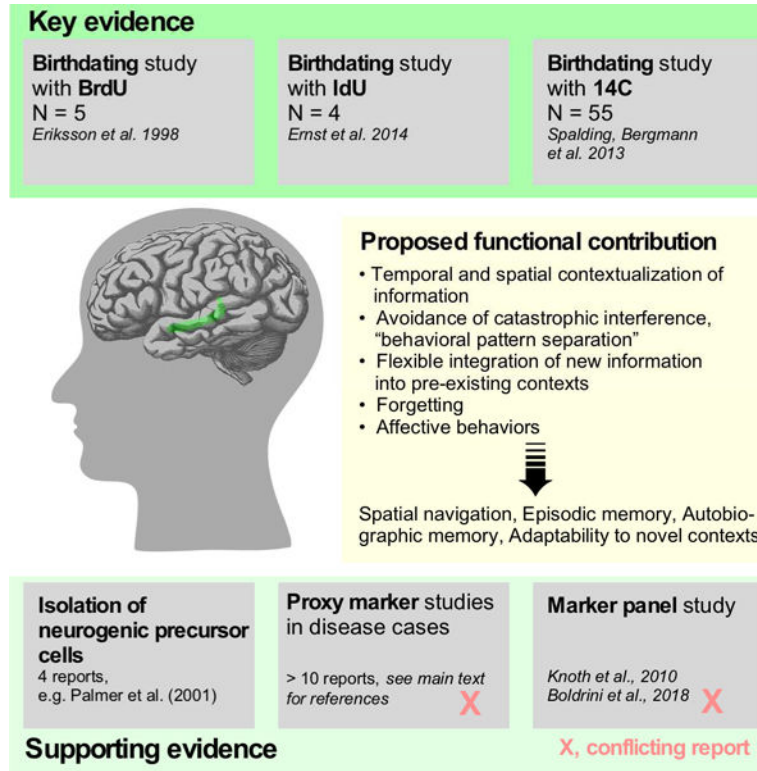 Key evidence
Birthdating study
with BrdU
N = 5
Eriksson et al. 1998
Birthdating study
with IdU
N = 4
Ernst et al. 2014
Birthdating study
with 14C
N = 55
Spalding, Bergmann
et al. 2013
Proposed functional contribution
• Temporal and spatial contextualization of
information
• Avoidance of catastrophic interference,
“behavioral pattern separation”
• Flexible integration of new information
into pre-existing contexts
• Forgetting
• Affective behaviors
Spatial navigation, Episodic memory, Autobio-
graphic memory, Adaptability to novel contexts
Isolation of
neurogenic precursor
cells
4 reports,
e.g. Palmer et al. (2001)
Proxy marker studies
in disease cases
> 10 reports, see main text
for references
X
Marker panel study
Knoth et al., 2010
Boldrini et al., 2018
X
Supporting evidence
X, conflicting report